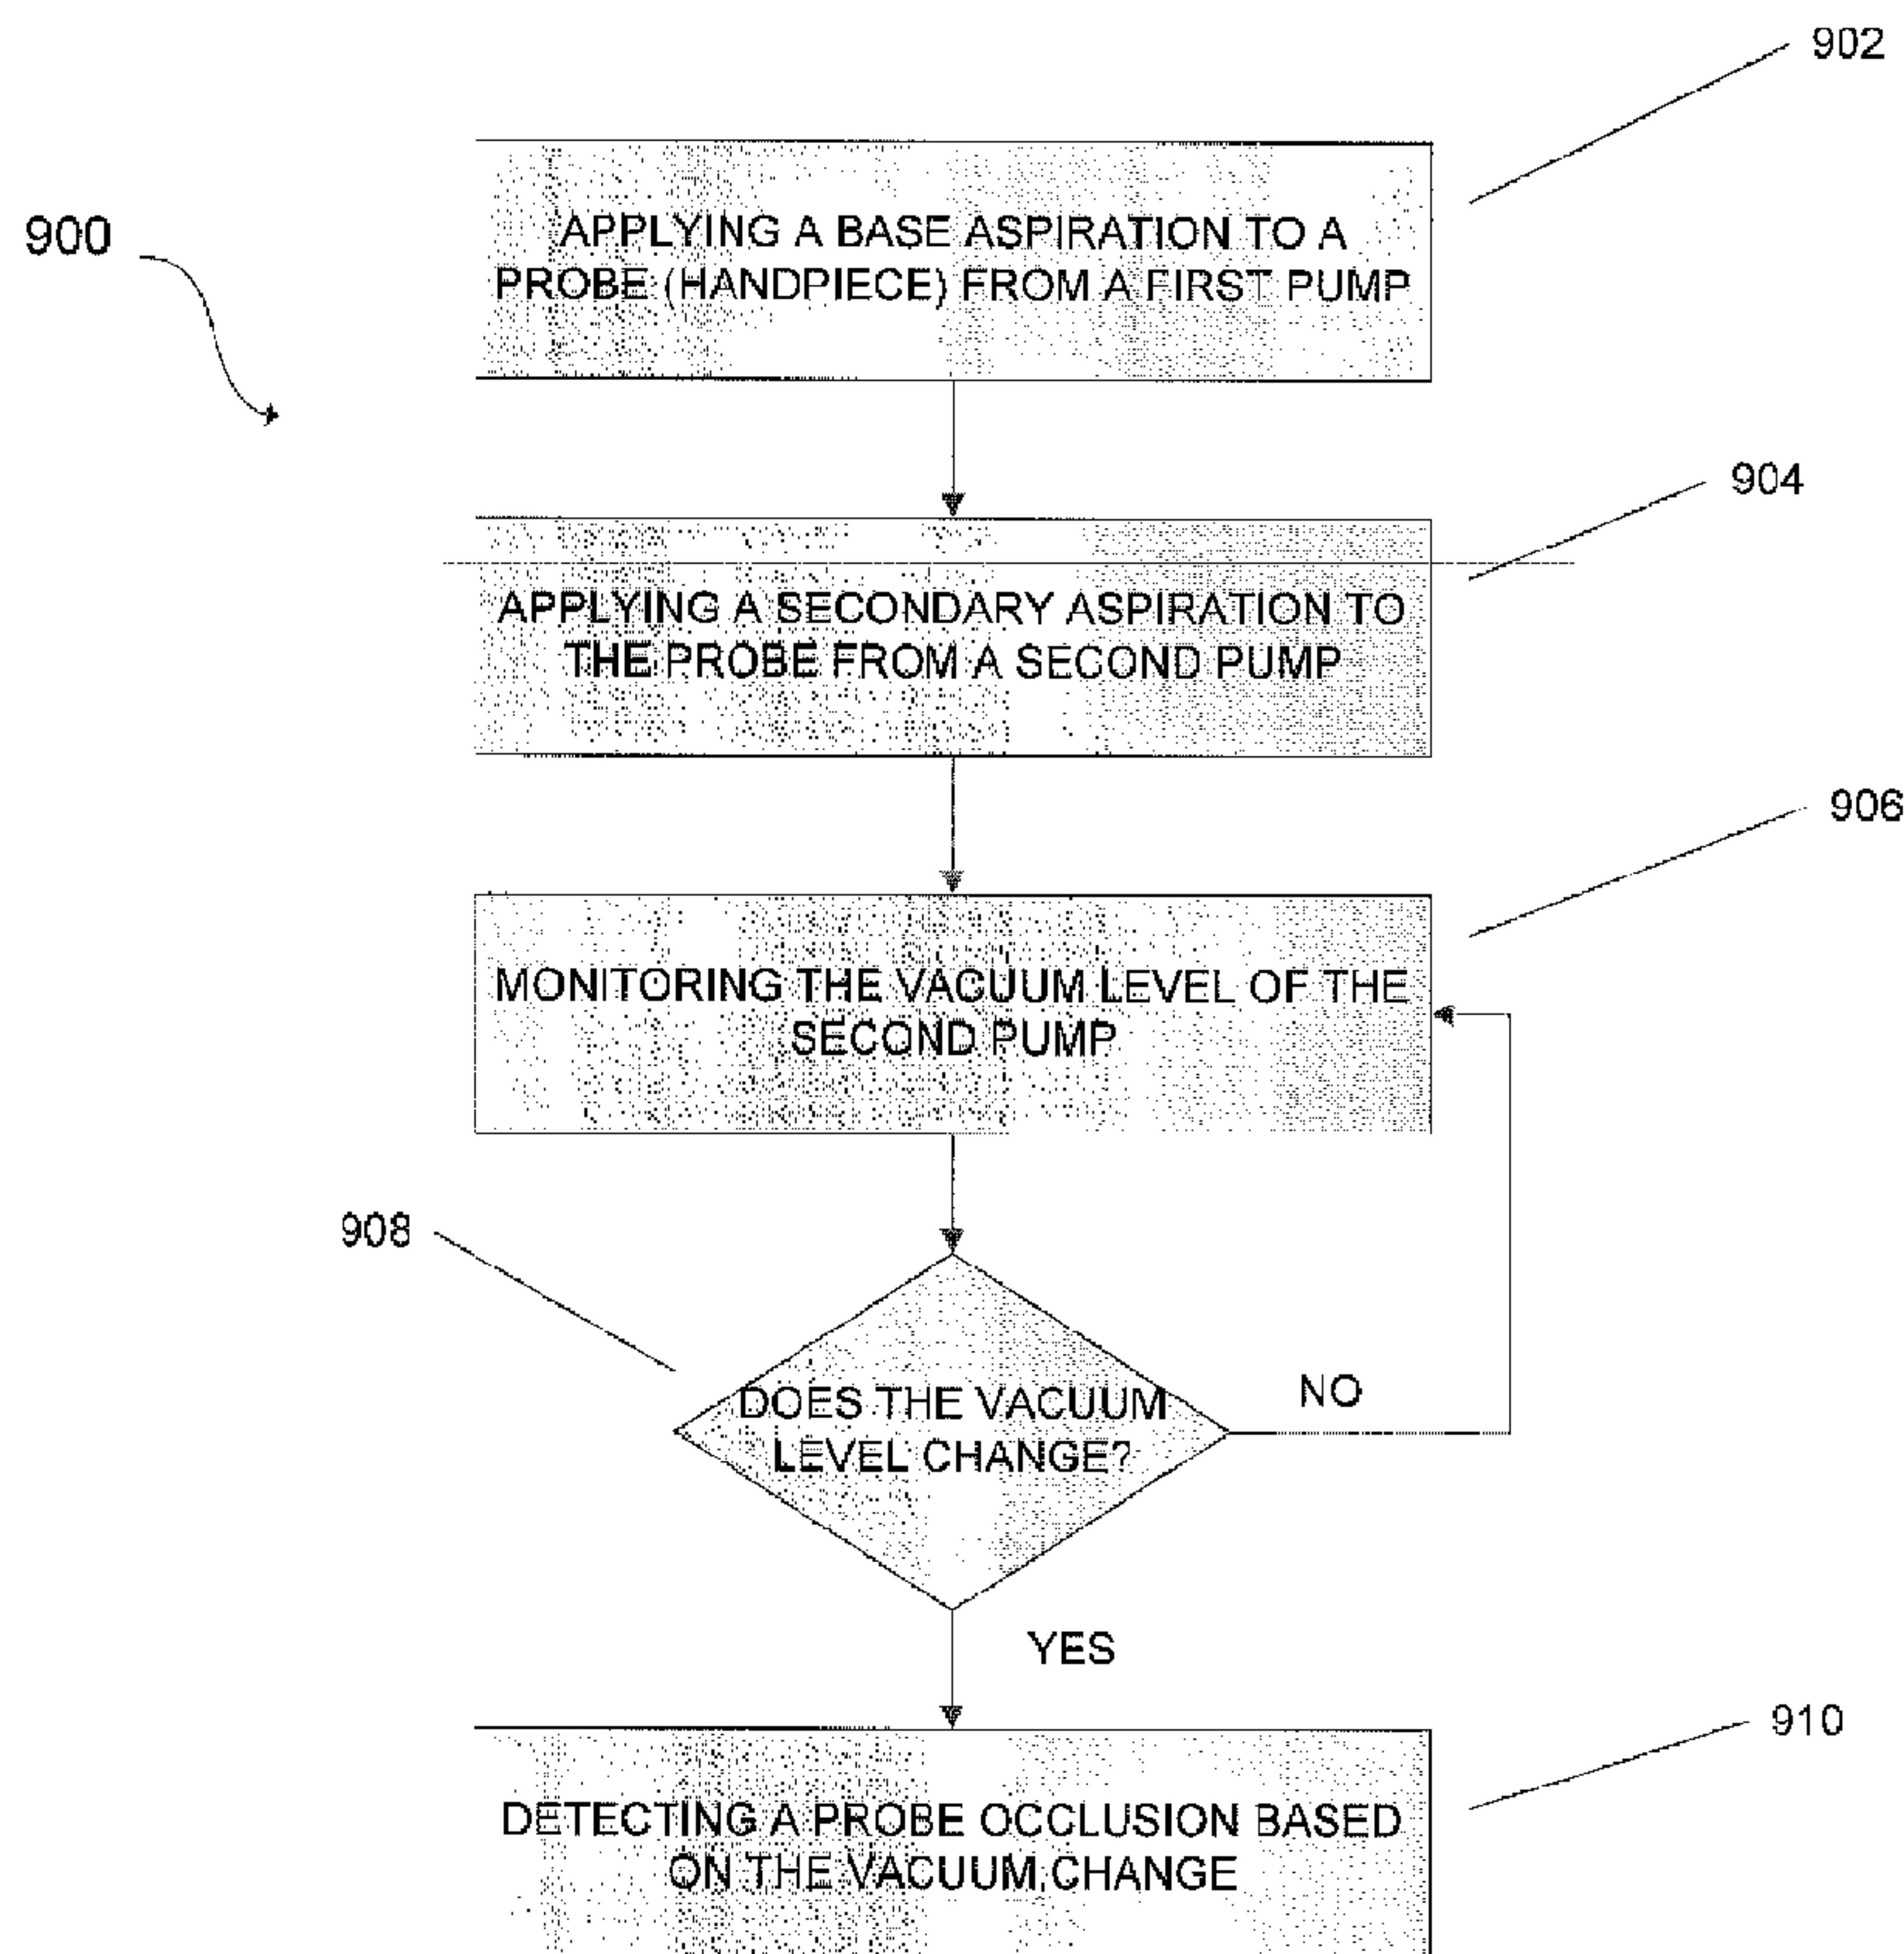 902
900
APPLYING A BASE ASPIRATION TO A
PROBE (HANDPIECE) FROM A FIRST PUMP
904
APPLYING A SECONDARY ASPIRATION TO
THE PROBE FROM A SECOND PUMP
906
MONITORING THE VACUUM LEVEL OF THE
SECOND PUMP
908
DOES THE VACUUM
LEVEL CHANGE?
NO
YES
910
DETECTING A PROBE OCCLUSION BASED
ON THE VACUUM CHANGE